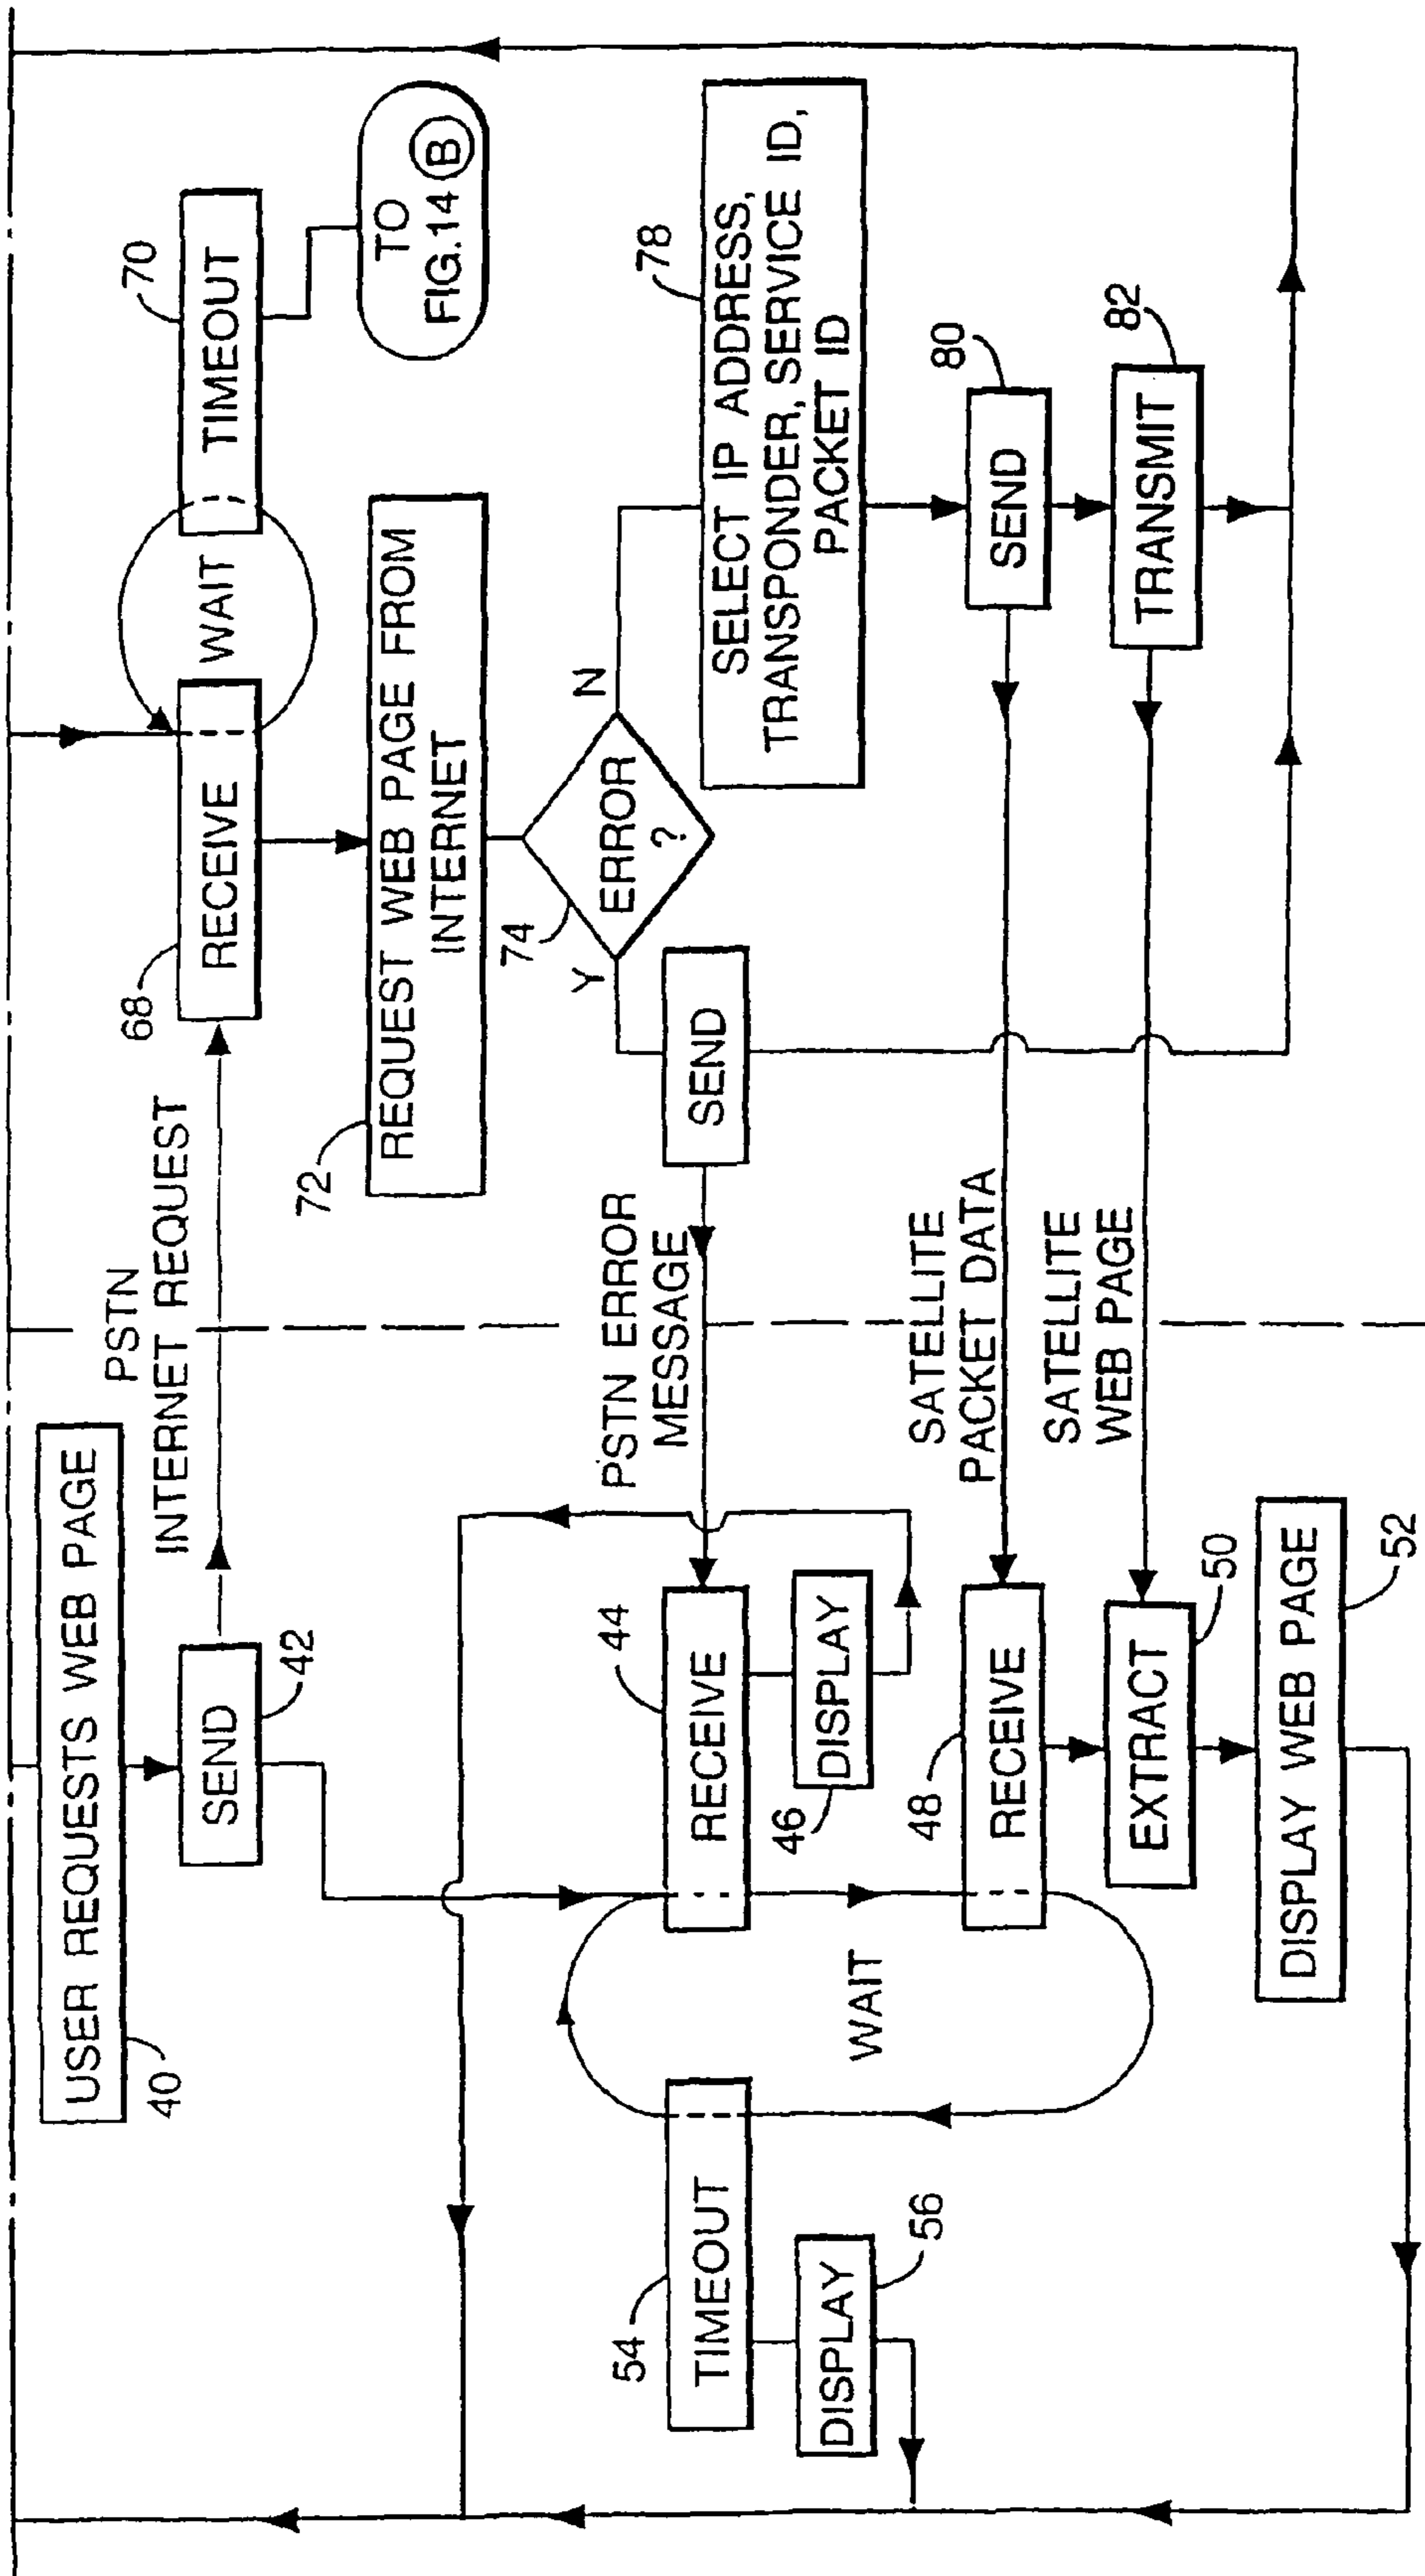 USER REQUESTS WEB PAGE
40
SEND
42
PSTN
INTERNET REQUEST
68
RECEIVE
WAIT
TIMEOUT
70
TO
FIG.14 B
72
REQUEST WEB PAGE FROM
INTERNET
74
ERROR
?
Y
N
SEND
PSTN ERROR
MESSAGE
78
SELECT IP ADDRESS,
TRANSPONDER, SERVICE ID,
PACKET ID
RECEIVE
44
DISPLAY
46
54
TIMEOUT
DISPLAY
56
WAIT
48
RECEIVE
SATELLITE
PACKET DATA
SEND
80
EXTRACT
50
SATELLITE
WEB PAGE
TRANSMIT
82
DISPLAY WEB PAGE
52